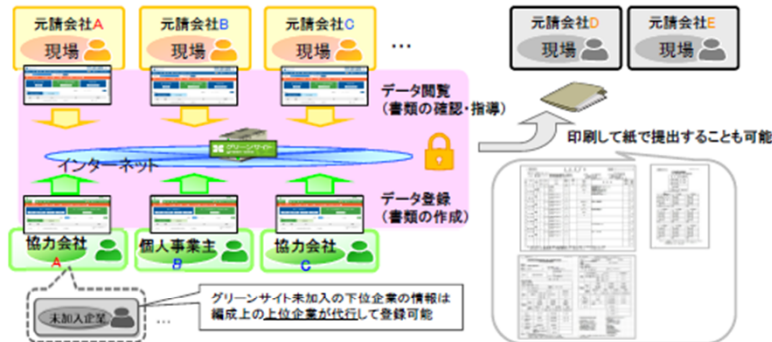 元請会社A
現場
元請会社B
現場
元請会社C
現場
...
元請会社D
現場
元請会社E
現場
データ閲覧
(書類の確認・指導)
グリーンサイト
インターネット
印刷して紙で提出することも可能
データ登録
(書類の作成)
協力会社
A
個人事業主
B
協力会社
C
未加入企業
...
グリーンサイト未加入の下位企業の情報は
編成上の上位企業が代行して登録可能